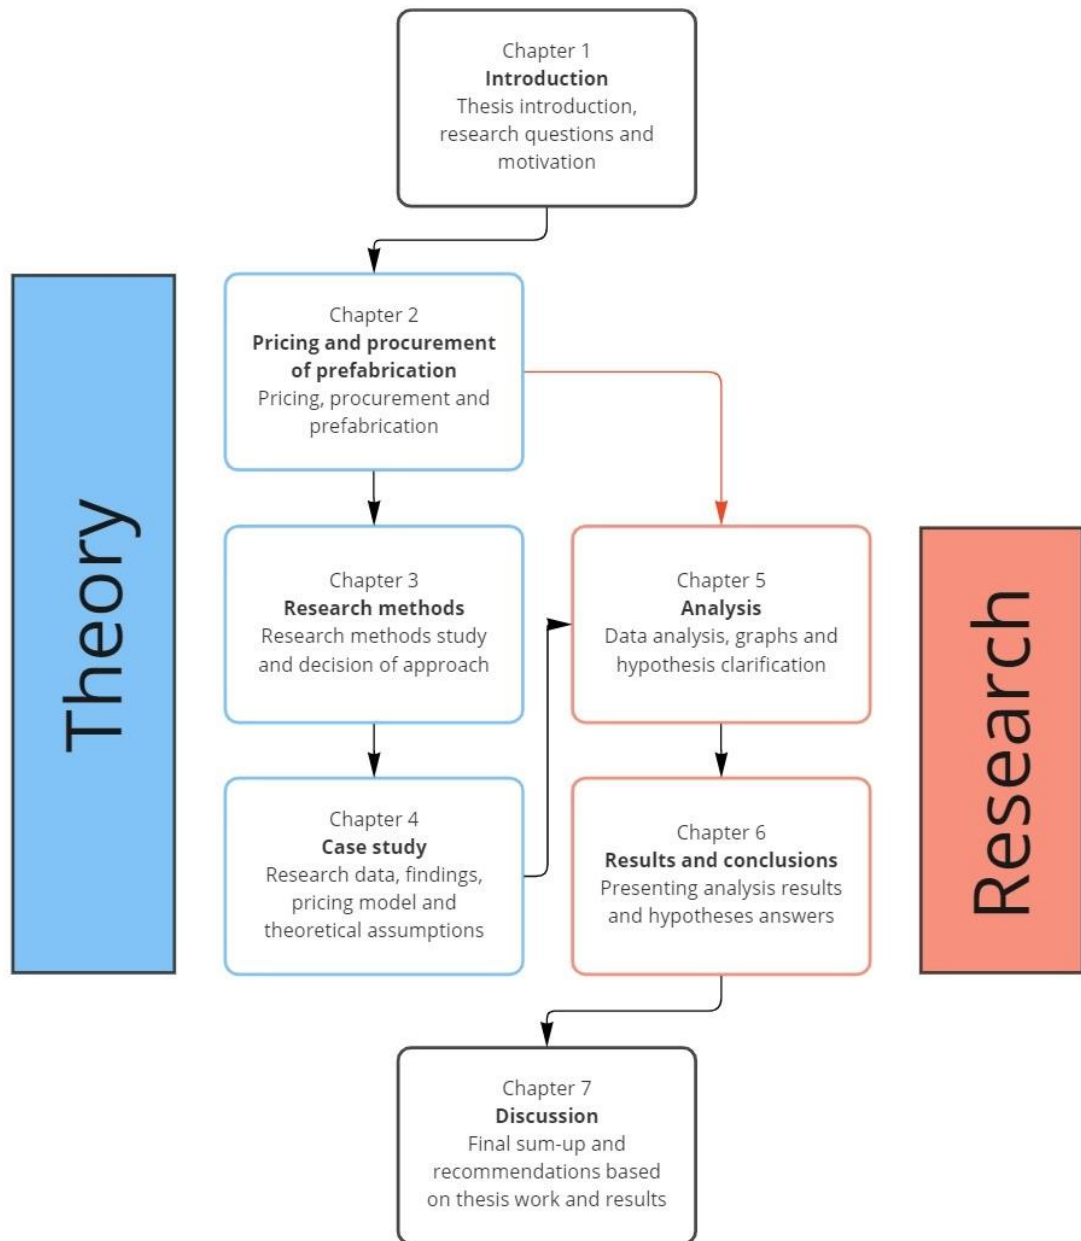 Chapter 1
Introduction
Thesis introduction,
research questions and
motivation
Theory
Chapter 2
Pricing and procurement
of prefabrication
Pricing, procurement and
prefabrication
Chapter 3
Research methods
Research methods study
and decision of approach
Chapter 4
Case study
Research data, findings,
pricing model and
theoretical assumptions
Chapter 5
Analysis
Data analysis, graphs and
hypothesis clarification
Chapter 6
Results and conclusions
Presenting analysis results
and hypotheses answers
Research
Chapter 7
Discussion
Final sum-up and
recommendations based
on thesis work and results